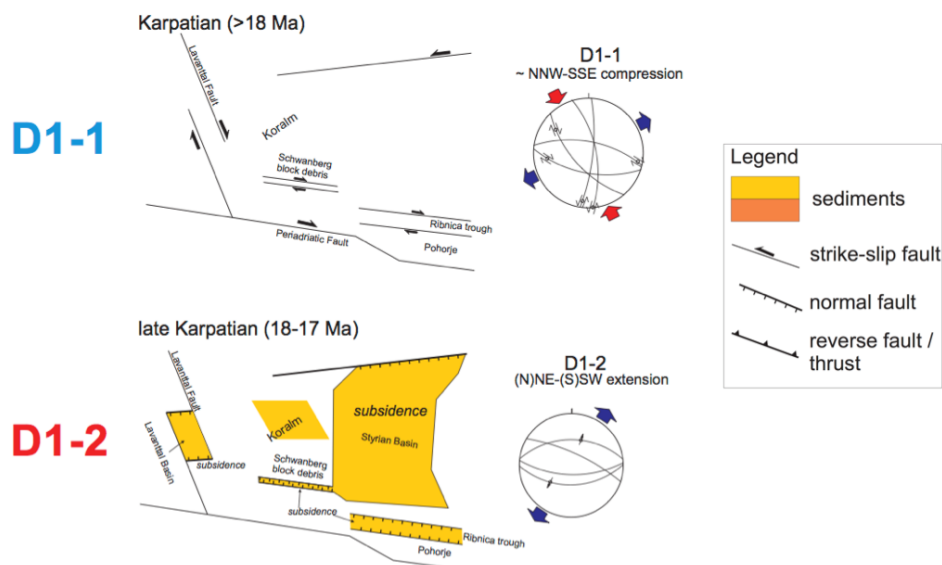 Karpatian (>18 Ma)
Lavanttal Fault
D1-1
Koralm
Schwanberg
block debris
Periadriatic Fault
Ribnica trough
Pohorje
D1-1
~ NNW-SSE compression
Legend
sediments
strike-slip fault
normal fault
reverse fault /
thrust
late Karpatian (18-17 Ma)
Lavanttal Fault
D1-2
Lavanttal Basin
subsidence
Koralm
subsidence
Styrian Basin
Schwanberg
block debris
subsidence
Ribnica trough
Pohorje
D1-2
(N)NE-(S)SW extension